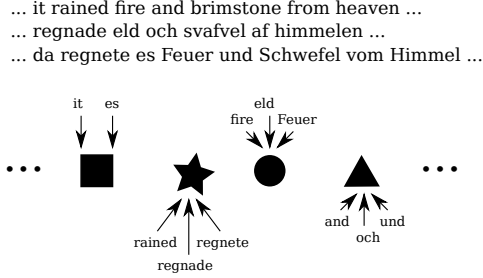 ... it rained fire and brimstone from heaven ...
... regnade eld och svafvel af himmelen ...
... da regnete es Feuer und Schwefel vom Himmel ...
it es
eld
fire Feuer
...
...
and und
och
rained regnete
regnade